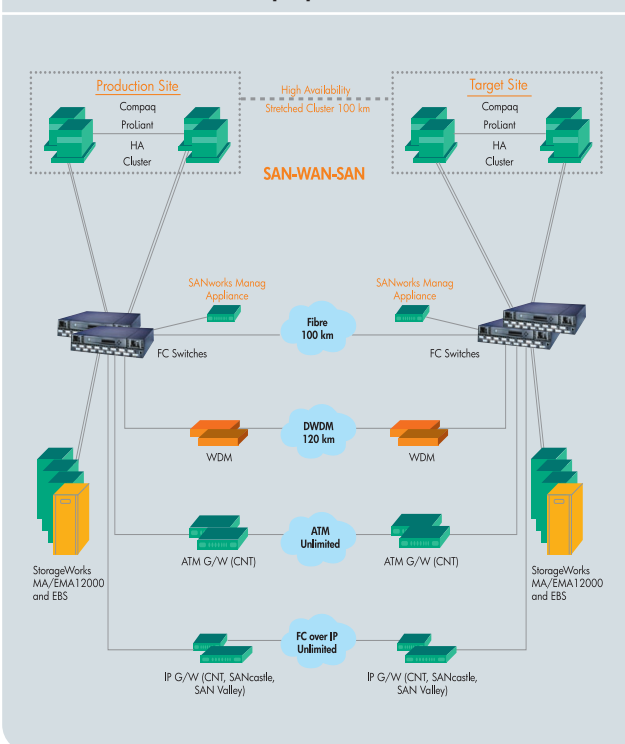 Production Site
Compaq
ProLiant
HA
Cluster
High Availability
Stretched Cluster 100 km
Target Site
Compaq
ProLiant
HA
Cluster
SAN-WAN-SAN
SANworks Manag
Appliance
SANworks Manag
Appliance
Fibre
100 km
FC Switches
FC Switches
DWDM
120 km
WDM
WDM
ATM
Unlimited
ATM G/W (CNT)
ATM G/W (CNT)
StorageWorks
MA/EMA12000
and EBS
StorageWorks
MA/EMA12000
and EBS
FC over IP
Unlimited
IP G/W (CNT, SANcastle,
SAN Valley)
IP G/W (CNT, SANcastle,
SAN Valley)